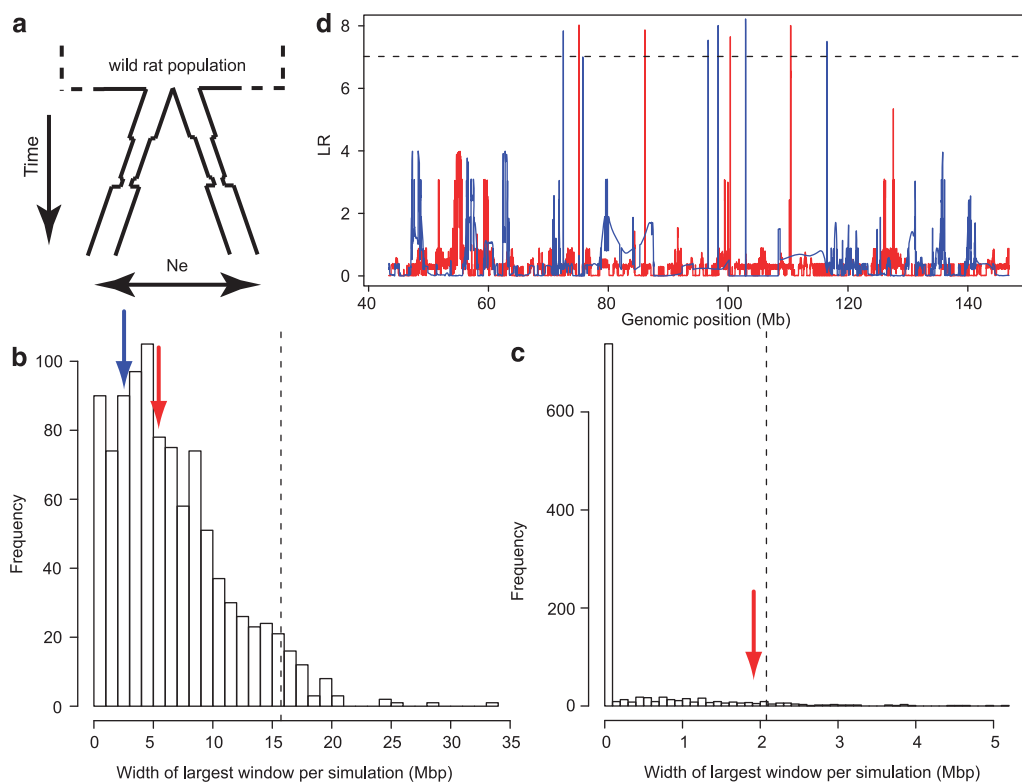 a
wild rat population
Time
Ne
d
8
6
4
2
0
LR
40 60 80 100 120 140
Genomic position (Mb)
b
100
80
60
40
20
0
Frequency
0 5 10 15 20 25 30 35
Width of largest window per simulation (Mbp)
c
600
400
200
0
Frequency
0 1 2 3 4 5
Width of largest window per simulation (Mbp)